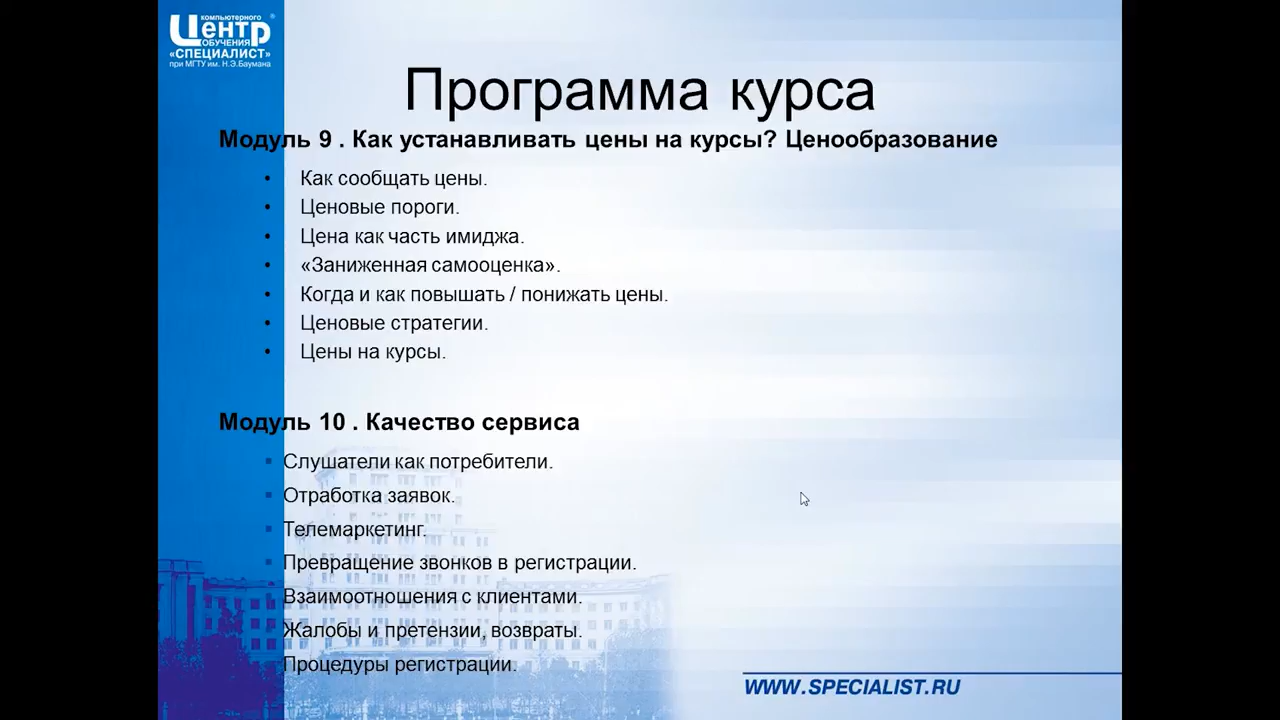 компьютерного
Центр
ОБУЧЕНИЯ
«СПЕЦИАЛИСТ»
при МГТУ им. Н.Э.Баумана
Программа курса
Модуль 9 . Как устанавливать цены на курсы? Ценообразование
• Как сообщать цены.
• Ценовые пороги.
• Цена как часть имиджа.
• «Заниженная самооценка».
• Когда и как повышать / понижать цены.
• Ценовые стратегии.
• Цены на курсы.
Модуль 10 . Качество сервиса
▪ Слушатели как потребители.
▪ Отработка заявок.
▪ Телемаркетинг.
▪ Превращение звонков в регистрации.
Взаимоотношения с клиентами.
Жалобы и претензии, возвраты.
Процедуры регистрации.
WWW.SPECIALIST.RU